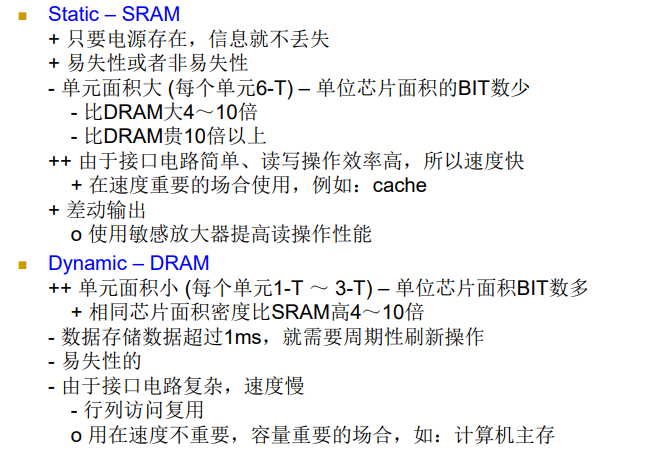 Static – SRAM
+ 只要电源存在，信息就不丢失
+ 易失性或者非易失性
- 单元面积大 (每个单元6-T) – 单位芯片面积的BIT数少
- 比DRAM大4～10倍
- 比DRAM贵10倍以上
++ 由于接口电路简单、读写操作效率高，所以速度快
+ 在速度重要的场合使用，例如：cache
+ 差动输出
o 使用敏感放大器提高读操作性能
Dynamic – DRAM
++ 单元面积小 (每个单元1-T ～ 3-T) – 单位芯片面积BIT数多
+ 相同芯片面积密度比SRAM高4～10倍
- 数据存储数据超过1ms，就需要周期性刷新操作
- 易失性的
- 由于接口电路复杂，速度慢
- 行列访问复用
o 用在速度不重要，容量重要的场合，如：计算机主存